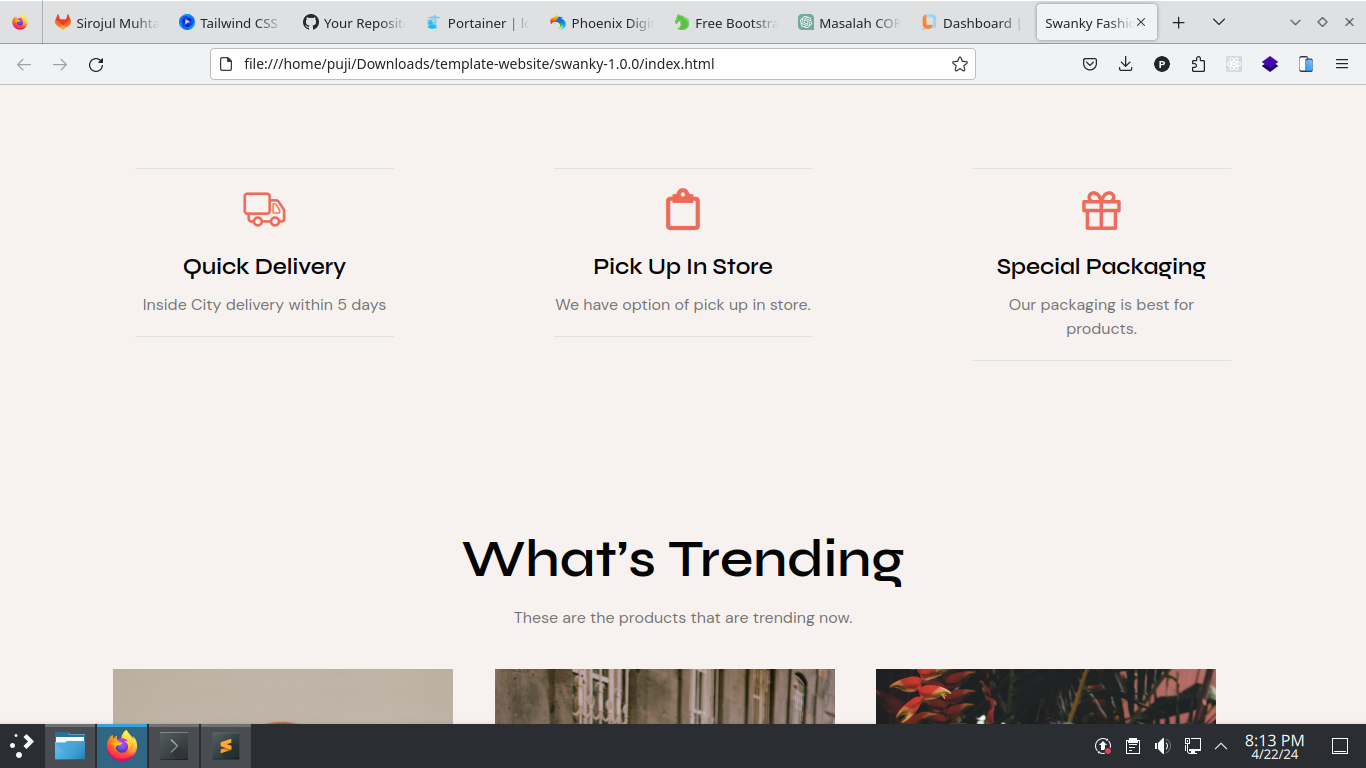 Sirojul Muhta
Tailwind CSS
Your Reposit
Portainer | l
Phoenix Digi
Free Bootstra
Masalah COR
Dashboard |
Swanky Fashi
file:///home/puji/Downloads/template-website/swanky-1.0.0/index.html
P
Quick Delivery
Inside City delivery within 5 days
Pick Up In Store
We have option of pick up in store.
Special Packaging
Our packaging is best for
products.
What’s Trending
These are the products that are trending now.
8:13 PM
4/22/24